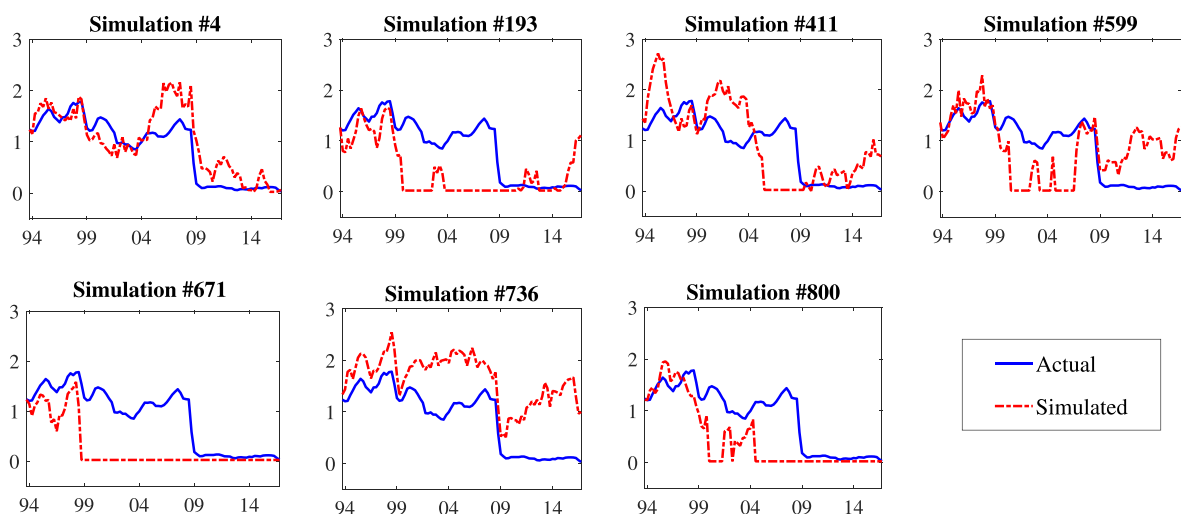 Simulation #4
3
2
1
0
94 99 04 09 14
Simulation #193
3
2
1
0
94 99 04 09 14
Simulation #411
3
2
1
0
94 99 04 09 14
Simulation #599
3
2
1
0
94 99 04 09 14
Simulation #671
3
2
1
0
94 99 04 09 14
Simulation #736
3
2
1
0
94 99 04 09 14
Simulation #800
3
2
1
0
94 99 04 09 14
Actual
Simulated